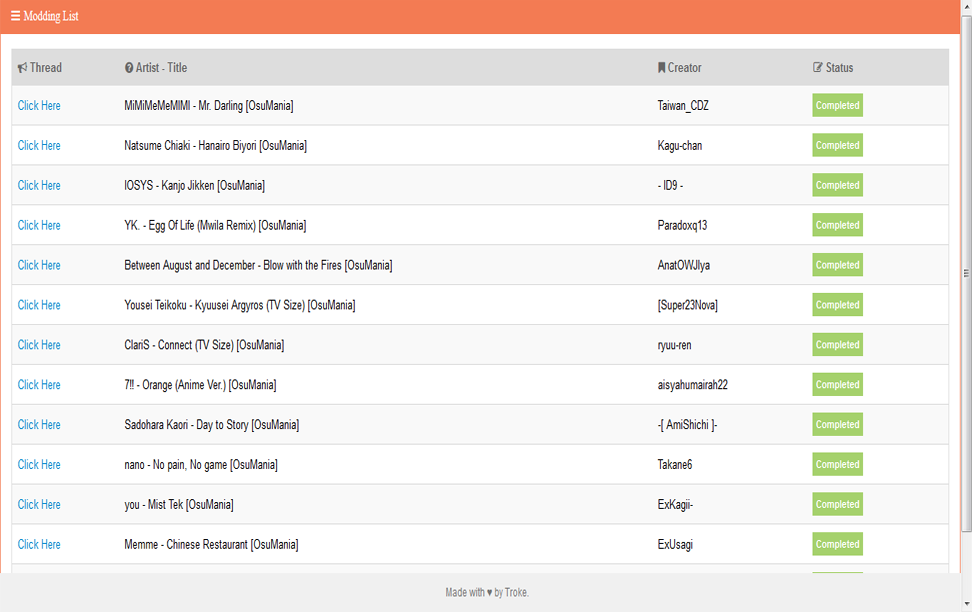 ☰ Modding List
Thread Artist - Title Creator Status
Click Here MiMiMeMeMIMI - Mr. Darling [OsuMania] Taiwan_CDZ Completed
Click Here Natsume Chiaki - Hanairo Biyori [OsuMania] Kagu-chan Completed
Click Here IOSYS - Kanjo Jikken [OsuMania] - ID9 - Completed
Click Here YK. - Egg Of Life (Mwila Remix) [OsuMania] Paradoxq13 Completed
Click Here Between August and December - Blow with the Fires [OsuMania] AnatOWJIya Completed
Click Here Yousei Teikoku - Kyuusei Argyros (TV Size) [OsuMania] [Super23Nova] Completed
Click Here ClariS - Connect (TV Size) [OsuMania] ryuu-ren Completed
Click Here 7!! - Orange (Anime Ver.) [OsuMania] aisyahumairah22 Completed
Click Here Sadohara Kaori - Day to Story [OsuMania] -[ AmiShichi ]- Completed
Click Here nano - No pain, No game [OsuMania] Takane6 Completed
Click Here you - Mist Tek [OsuMania] ExKagii- Completed
Click Here Memme - Chinese Restaurant [OsuMania] ExUsagi Completed
Made with ♥ by Troke.